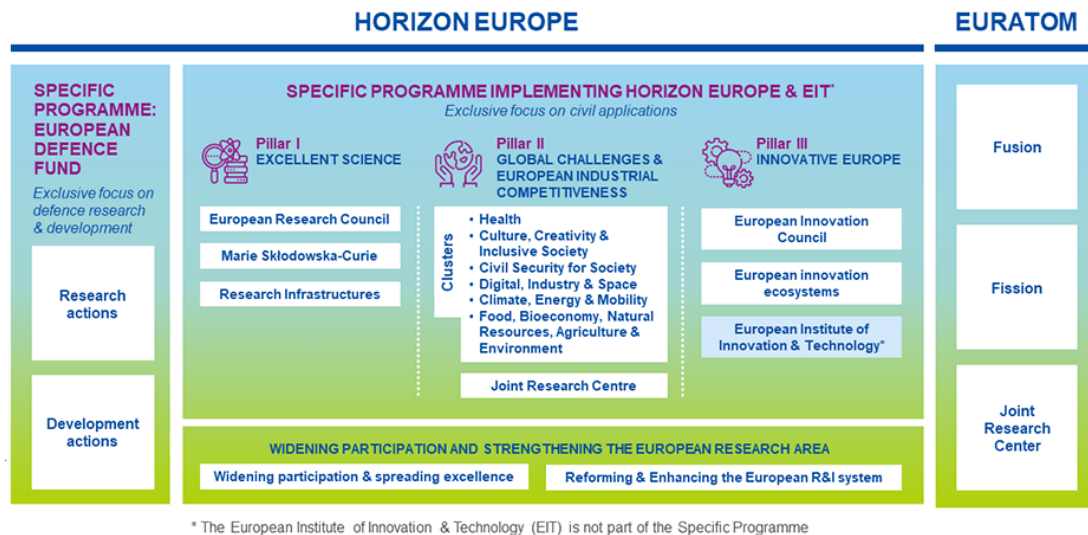 HORIZON EUROPE
EURATOM
SPECIFIC
PROGRAMME:
EUROPEAN
DEFENCE
FUND
Exclusive focus on
defence research
& development
Research
actions
Development
actions
SPECIFIC PROGRAMME IMPLEMENTING HORIZON EUROPE & EIT*
Exclusive focus on civil applications
Pillar I
EXCELLENT SCIENCE
European Research Council
Marie Skłodowska-Curie
Research Infrastructures
Pillar II
GLOBAL CHALLENGES &
EUROPEAN INDUSTRIAL
COMPETITIVENESS
Clusters
• Health
• Culture, Creativity &
Inclusive Society
• Civil Security for Society
• Digital, Industry & Space
• Climate, Energy & Mobility
• Food, Bioeconomy, Natural
Resources, Agriculture &
Environment
Joint Research Centre
Pillar III
INNOVATIVE EUROPE
European Innovation
Council
European innovation
ecosystems
European Institute of
Innovation & Technology*
WIDENING PARTICIPATION AND STRENGTHENING THE EUROPEAN RESEARCH AREA
Widening participation & spreading excellence
Reforming & Enhancing the European R&I system
Fusion
Fission
Joint
Research
Center
* The European Institute of Innovation & Technology (EIT) is not part of the Specific Programme